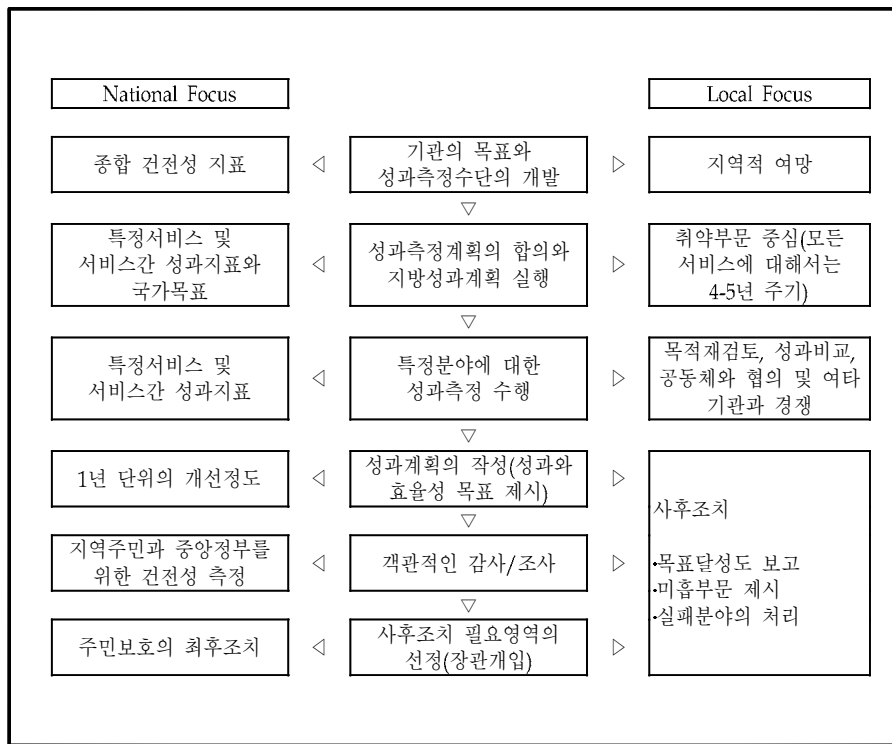 National Focus
Local Focus
종합 건전성 지표
◁
기관의 목표와
성과측정수단의 개발
▷
지역적 여망
▽
특정서비스 및
서비스간 성과지표와
국가목표
◁
성과측정계획의 합의와
지방성과계획 실행
▷
취약부문 중심(모든
서비스에 대해서는
4-5년 주기)
▽
특정서비스 및
서비스간 성과지표
◁
특정분야에 대한
성과측정 수행
▷
목적재검토, 성과비교,
공동체와 협의 및 여타
기관과 경쟁
▽
1년 단위의 개선정도
◁
성과계획의 작성(성과와
효율성 목표 제시)
▷
▽
지역주민과 중앙정부를
위한 건전성 측정
◁
객관적인 감사/조사
▷
▽
주민보호의 최후조치
◁
사후조치 필요영역의
선정(장관개입)
▷
사후조치
·목표달성도 보고
·미흡부문 제시
·실패분야의 처리